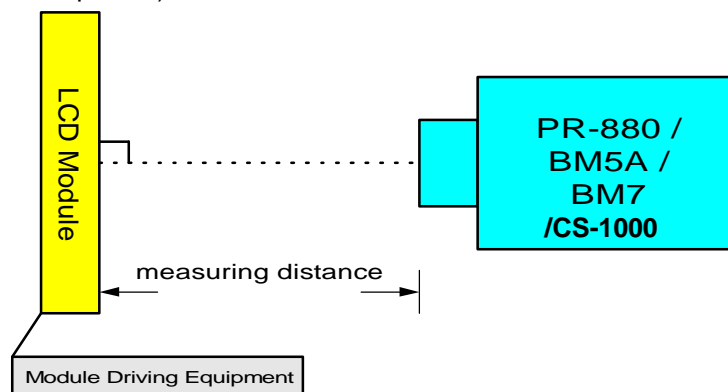 LCD Module
PR-880 /
BM5A /
BM7
/CS-1000
measuring distance
Module Driving Equipment